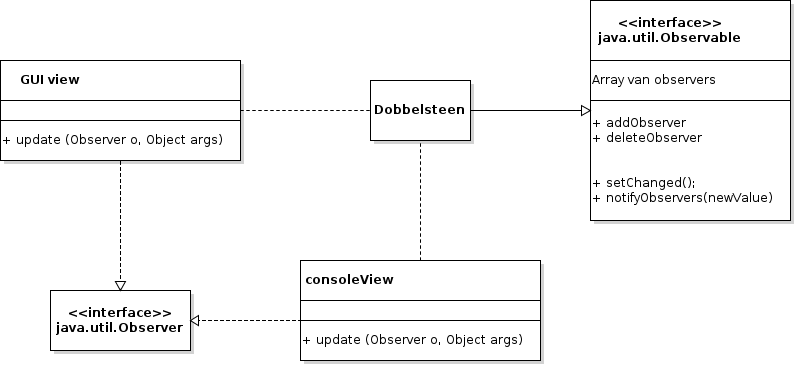 <<interface>>
java.util.Observable
Array van observers
+ addObserver
+ deleteObserver
+ setChanged();
+ notifyObservers(newValue)
GUI view
+ update (Observer o, Object args)
Dobbelsteen
consoleView
+ update (Observer o, Object args)
<<interface>>
java.util.Observer